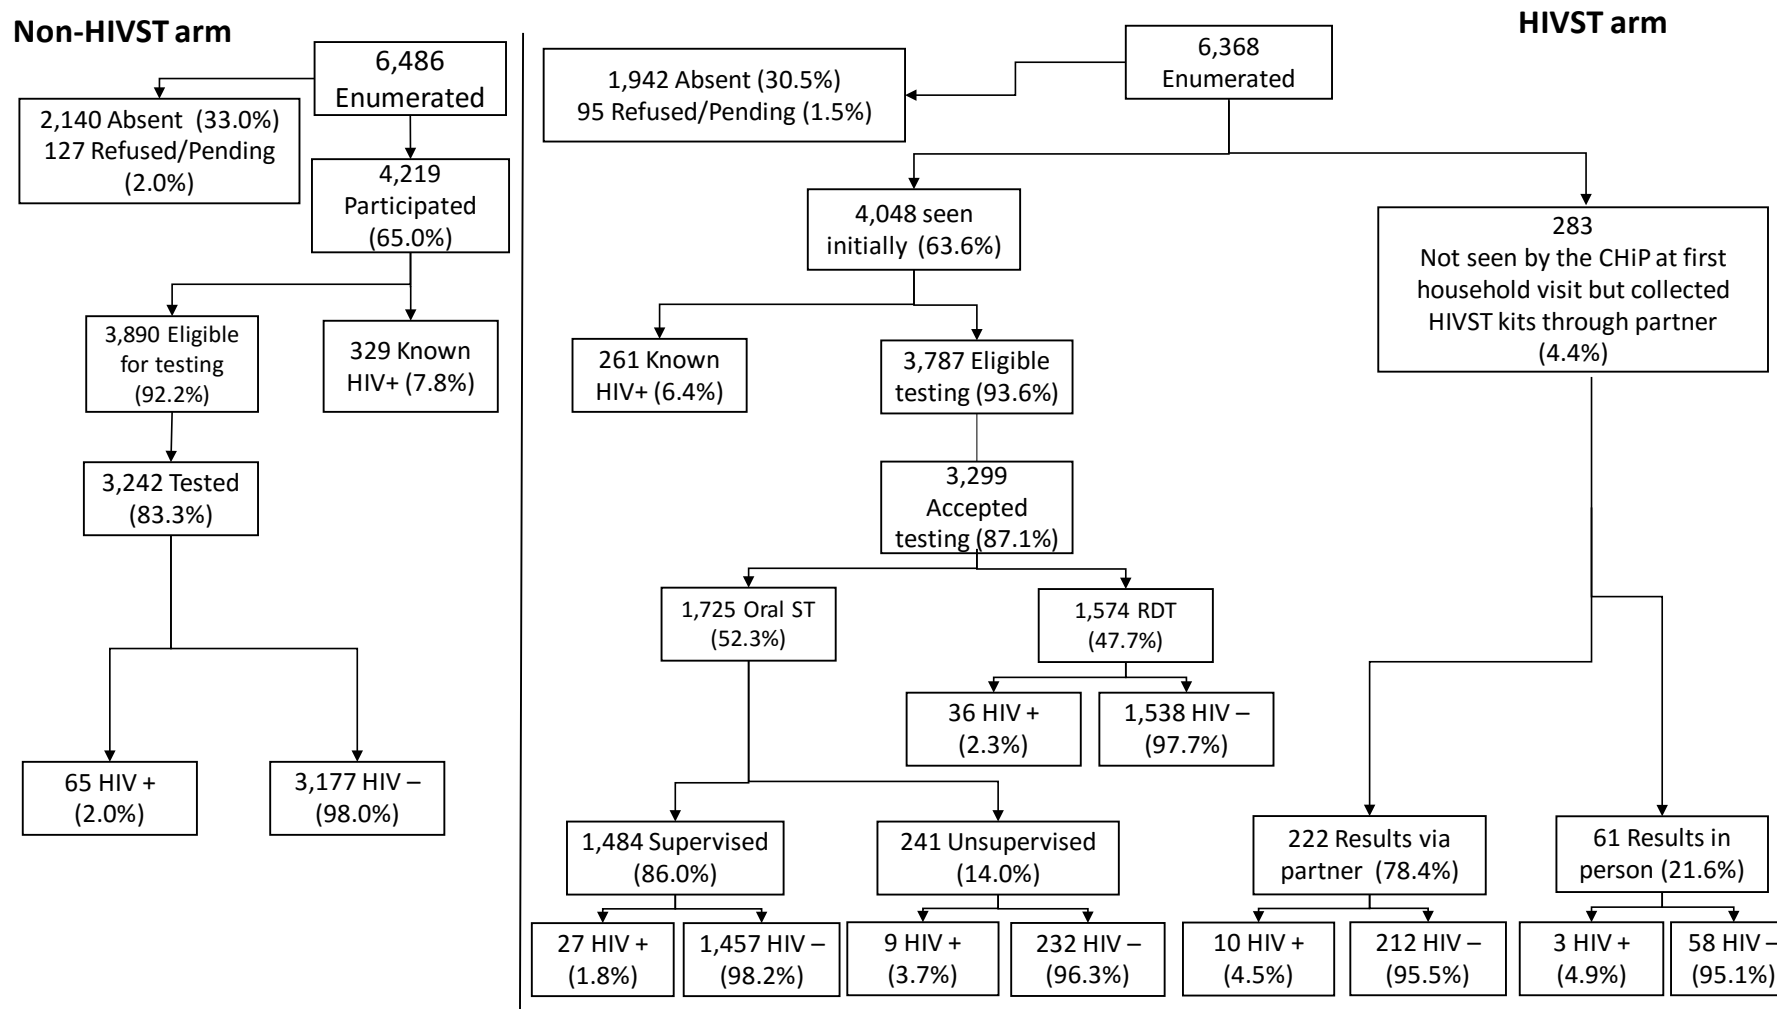 Non-HIVST arm
6,486
Enumerated
2,140 Absent (33.0%)
127 Refused/Pending
(2.0%)
4,219
Participated
(65.0%)
3,890 Eligible
for testing
(92.2%)
329 Known
HIV+ (7.8%)
3,242 Tested
(83.3%)
65 HIV +
(2.0%)
3,177 HIV –
(98.0%)
HIVST arm
6,368
Enumerated
1,942 Absent (30.5%)
95 Refused/Pending (1.5%)
4,048 seen
initially (63.6%)
283
Not seen by the CHiP at first
household visit but collected
HIVST kits through partner
(4.4%)
261 Known
HIV+ (6.4%)
3,787 Eligible
testing (93.6%)
3,299
Accepted
testing (87.1%)
1,725 Oral ST
(52.3%)
1,574 RDT
(47.7%)
36 HIV +
(2.3%)
1,538 HIV –
(97.7%)
1,484 Supervised
(86.0%)
241 Unsupervised
(14.0%)
222 Results via
partner (78.4%)
61 Results in
person (21.6%)
27 HIV +
(1.8%)
1,457 HIV –
(98.2%)
9 HIV +
(3.7%)
232 HIV –
(96.3%)
10 HIV +
(4.5%)
212 HIV –
(95.5%)
3 HIV +
(4.9%)
58 HIV –
(95.1%)